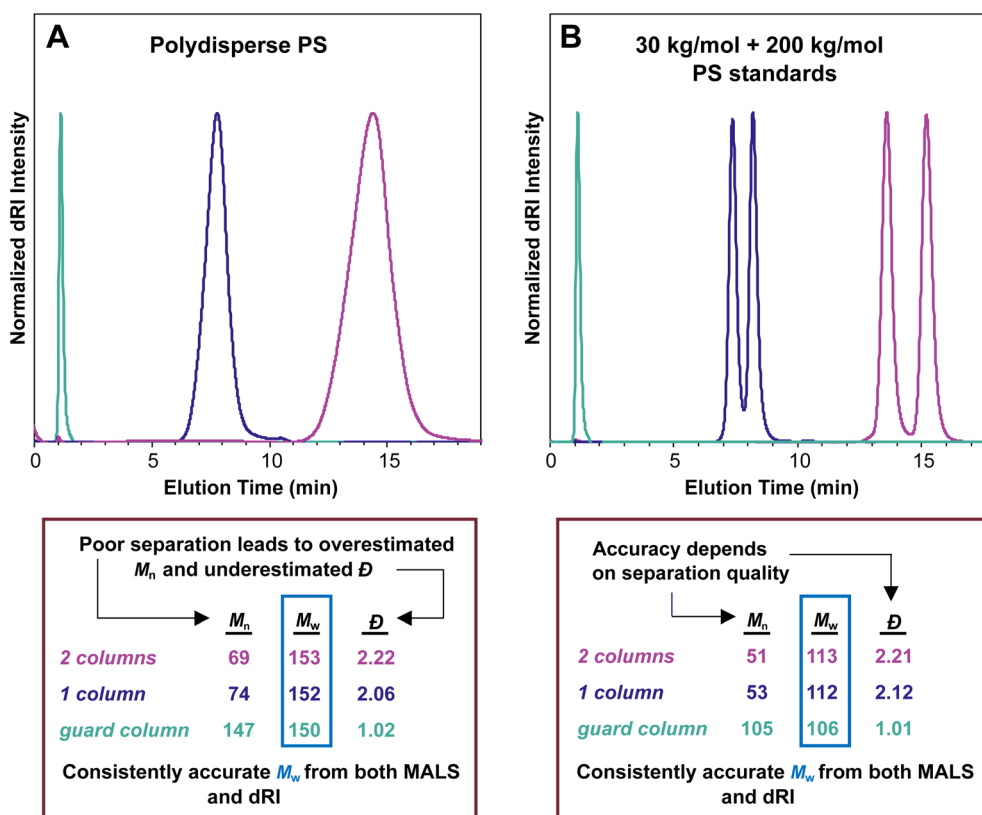 A
Polydisperse PS
Normalized dRI Intensity
0 5 10 15
Elution Time (min)
B
30 kg/mol + 200 kg/mol
PS standards
Normalized dRI Intensity
0 5 10 15
Elution Time (min)
Poor separation leads to overestimated
Mn and underestimated Đ
Mn Mw Đ
2 columns 69 153 2.22
1 column 74 152 2.06
guard column 147 150 1.02
Consistently accurate Mw from both MALS
and dRI
Accuracy depends
on separation quality
Mn Mw Đ
2 columns 51 113 2.21
1 column 53 112 2.12
guard column 105 106 1.01
Consistently accurate Mw from both MALS
and dRI